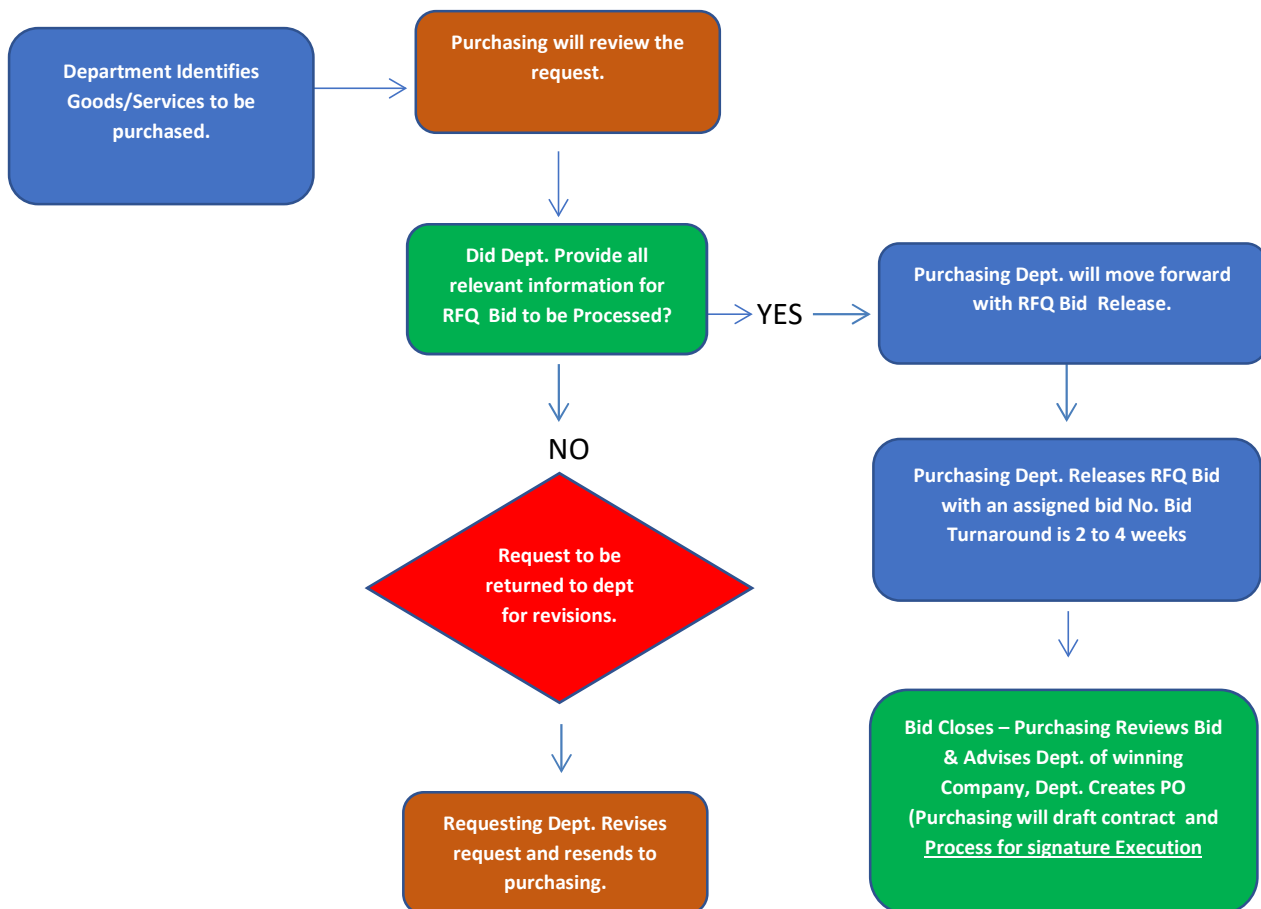 Department Identifies
Goods/Services to be
purchased.
Purchasing will review the
request.
Did Dept. Provide all
relevant information for
RFQ Bid to be Processed?
YES
Purchasing Dept. will move forward
with RFQ Bid Release.
NO
Purchasing Dept. Releases RFQ Bid
with an assigned bid No. Bid
Turnaround is 2 to 4 weeks
Request to be
returned to dept
for revisions.
Bid Closes – Purchasing Reviews Bid
& Advises Dept. of winning
Company, Dept. Creates PO
(Purchasing will draft contract and
Process for signature Execution
Requesting Dept. Revises
request and resends to
purchasing.